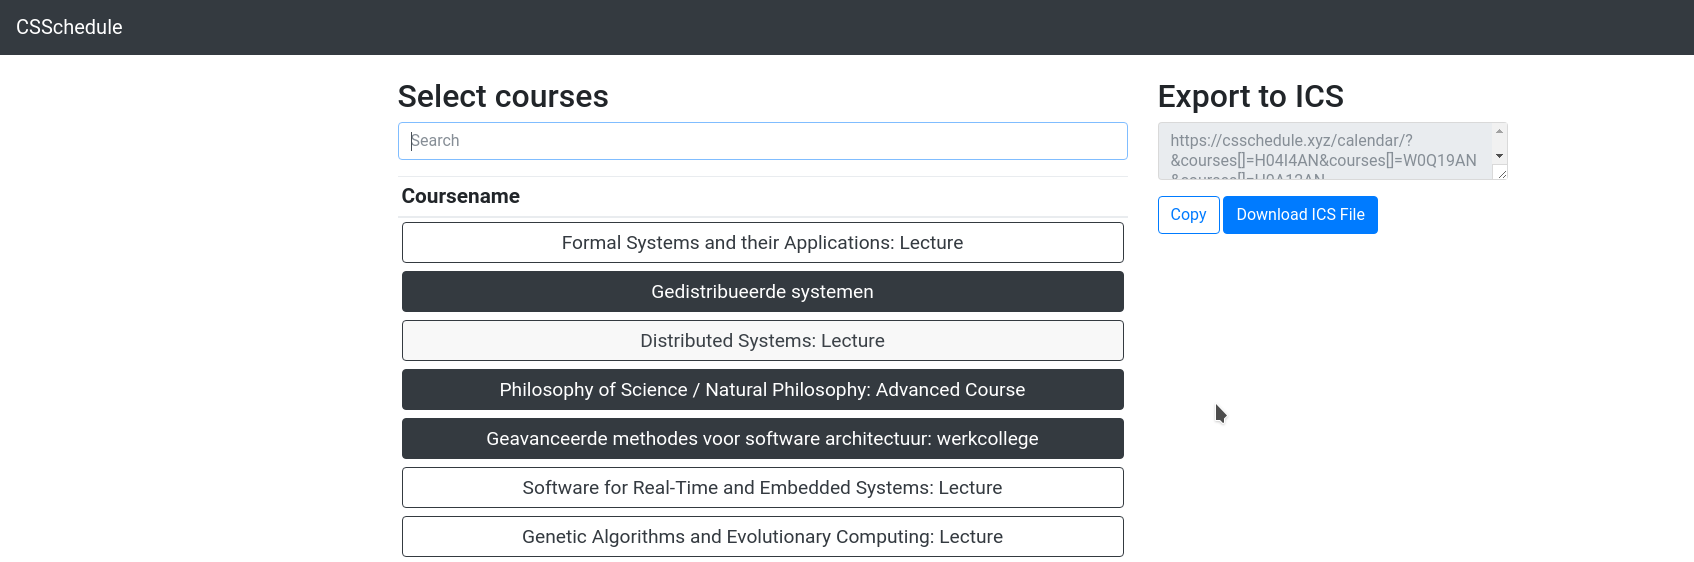 CSSchedule
Select courses
Search
Coursename
Formal Systems and their Applications: Lecture
Gedistribueerde systemen
Distributed Systems: Lecture
Philosophy of Science / Natural Philosophy: Advanced Course
Geavanceerde methodes voor software architectuur: werkcollege
Software for Real-Time and Embedded Systems: Lecture
Genetic Algorithms and Evolutionary Computing: Lecture
Export to ICS
https://csschedule.xyz/calendar/?
&courses[]=H04I4AN&courses[]=W0Q19AN
Copy
Download ICS File